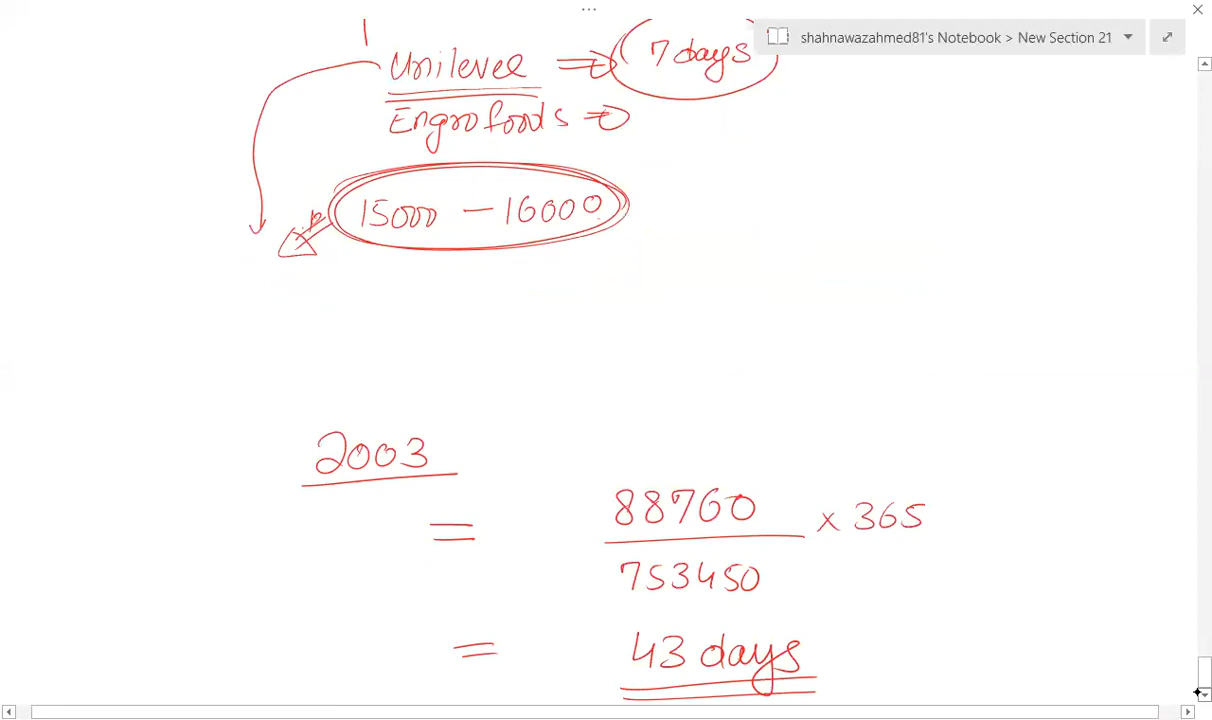 shahnawazahmed81's Notebook > New Section 21
Unilever => 7 days
Engro foods =>
15000 - 16000
2003
= 88760 / 753450 × 365
= 43 days